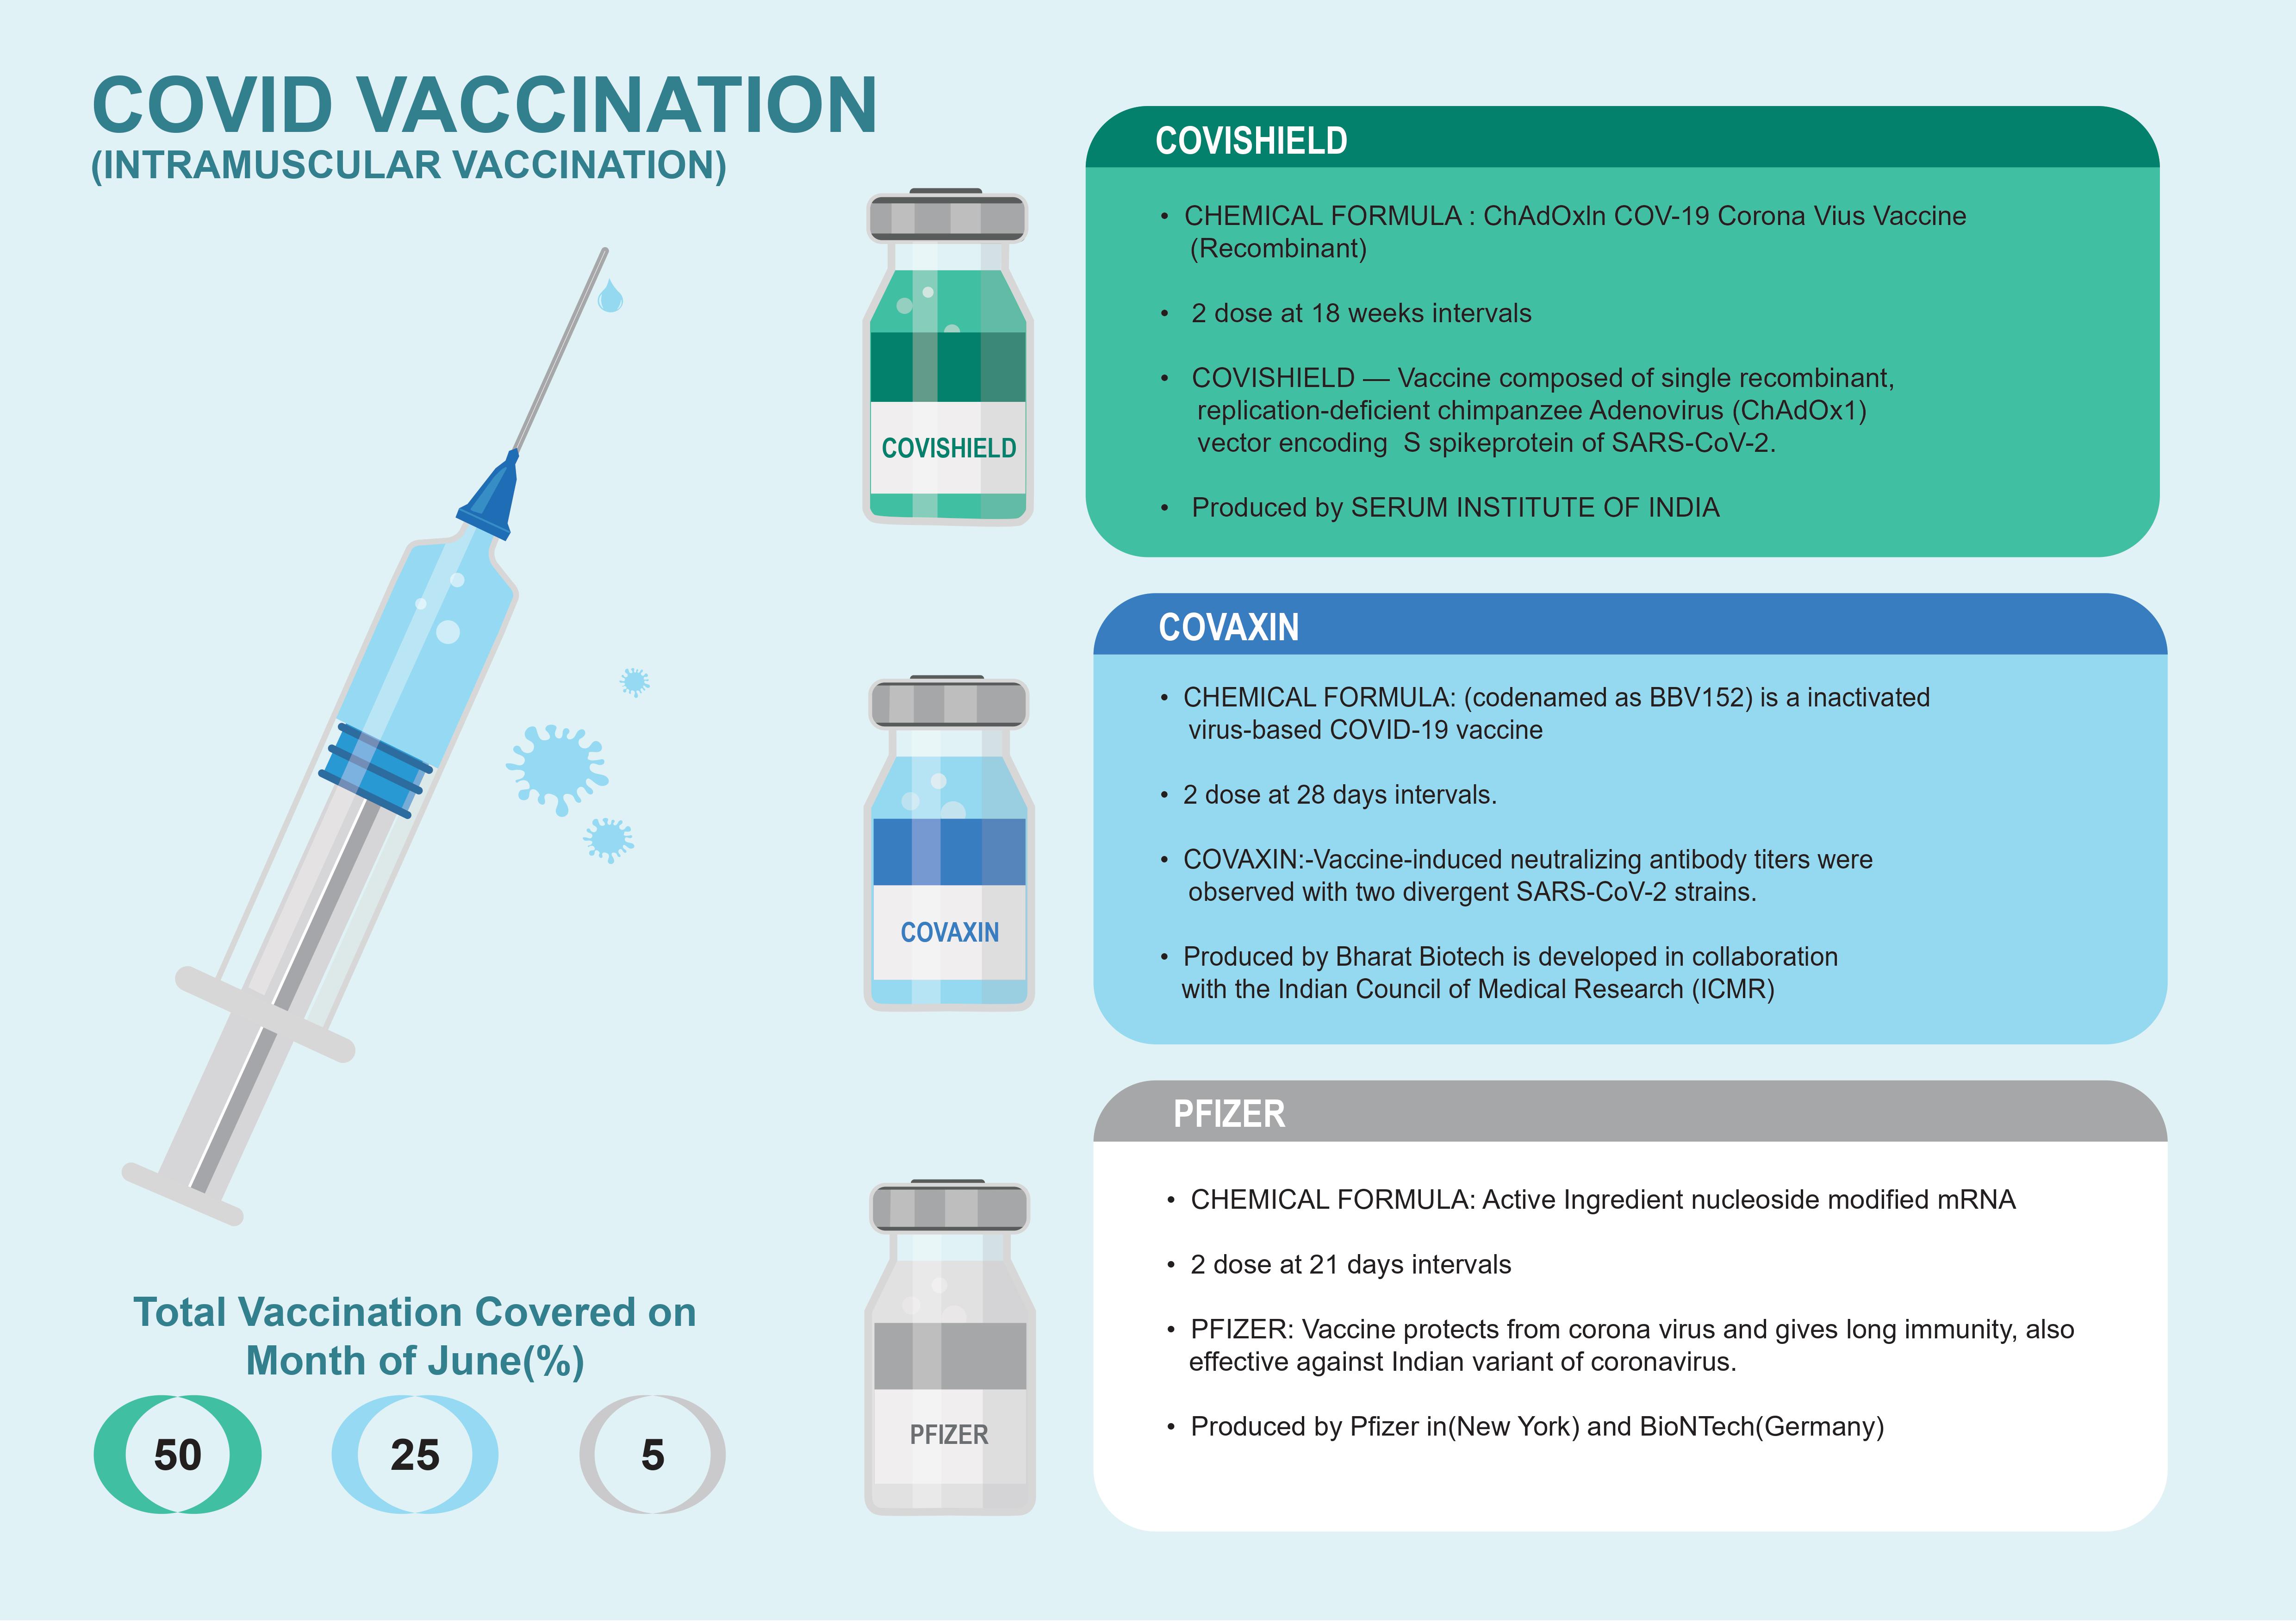 COVID VACCINATION
(INTRAMUSCULAR VACCINATION)
COVISHIELD
• CHEMICAL FORMULA : ChAdOxIn COV-19 Corona Vius Vaccine
(Recombinant)
• 2 dose at 18 weeks intervals
• COVISHIELD — Vaccine composed of single recombinant,
replication-deficient chimpanzee Adenovirus (ChAdOx1)
vector encoding S spikeprotein of SARS-CoV-2.
• Produced by SERUM INSTITUTE OF INDIA
COVISHIELD
COVAXIN
• CHEMICAL FORMULA: (codenamed as BBV152) is a inactivated
virus-based COVID-19 vaccine
• 2 dose at 28 days intervals.
• COVAXIN:-Vaccine-induced neutralizing antibody titers were
observed with two divergent SARS-CoV-2 strains.
• Produced by Bharat Biotech is developed in collaboration
with the Indian Council of Medical Research (ICMR)
COVAXIN
PFIZER
• CHEMICAL FORMULA: Active Ingredient nucleoside modified mRNA
• 2 dose at 21 days intervals
• PFIZER: Vaccine protects from corona virus and gives long immunity, also
effective against Indian variant of coronavirus.
• Produced by Pfizer in(New York) and BioNTech(Germany)
PFIZER
Total Vaccination Covered on
Month of June(%)
50
25
5